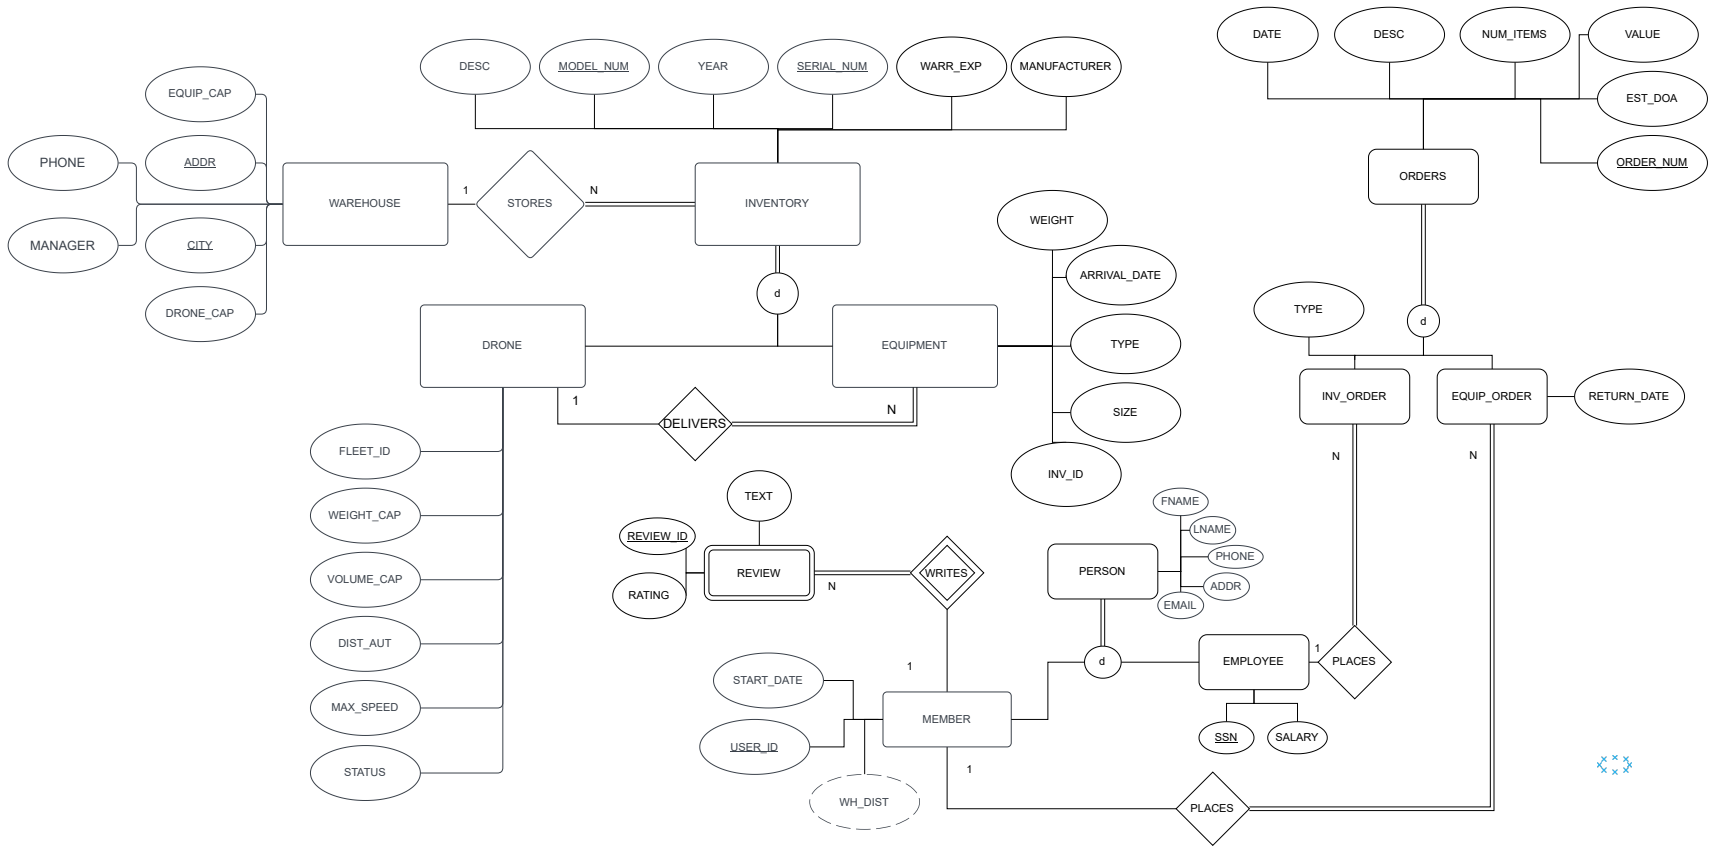 DATE
DESC
NUM_ITEMS
VALUE
DESC
MODEL_NUM
YEAR
SERIAL_NUM
WARR_EXP
MANUFACTURER
EQUIP_CAP
EST_DOA
PHONE
ADDR
ORDER_NUM
WAREHOUSE
1
STORES
N
INVENTORY
ORDERS
WEIGHT
MANAGER
CITY
ARRIVAL_DATE
d
DRONE_CAP
TYPE
d
DRONE
EQUIPMENT
TYPE
INV_ORDER
EQUIP_ORDER
RETURN_DATE
1
DELIVERS
N
SIZE
FLEET_ID
N
N
INV_ID
TEXT
FNAME
WEIGHT_CAP
LNAME
REVIEW_ID
PHONE
REVIEW
N
WRITES
PERSON
VOLUME_CAP
ADDR
RATING
EMAIL
DIST_AUT
1
d
EMPLOYEE
1
PLACES
START_DATE
MAX_SPEED
MEMBER
USER_ID
SSN
SALARY
STATUS
1
WH_DIST
PLACES